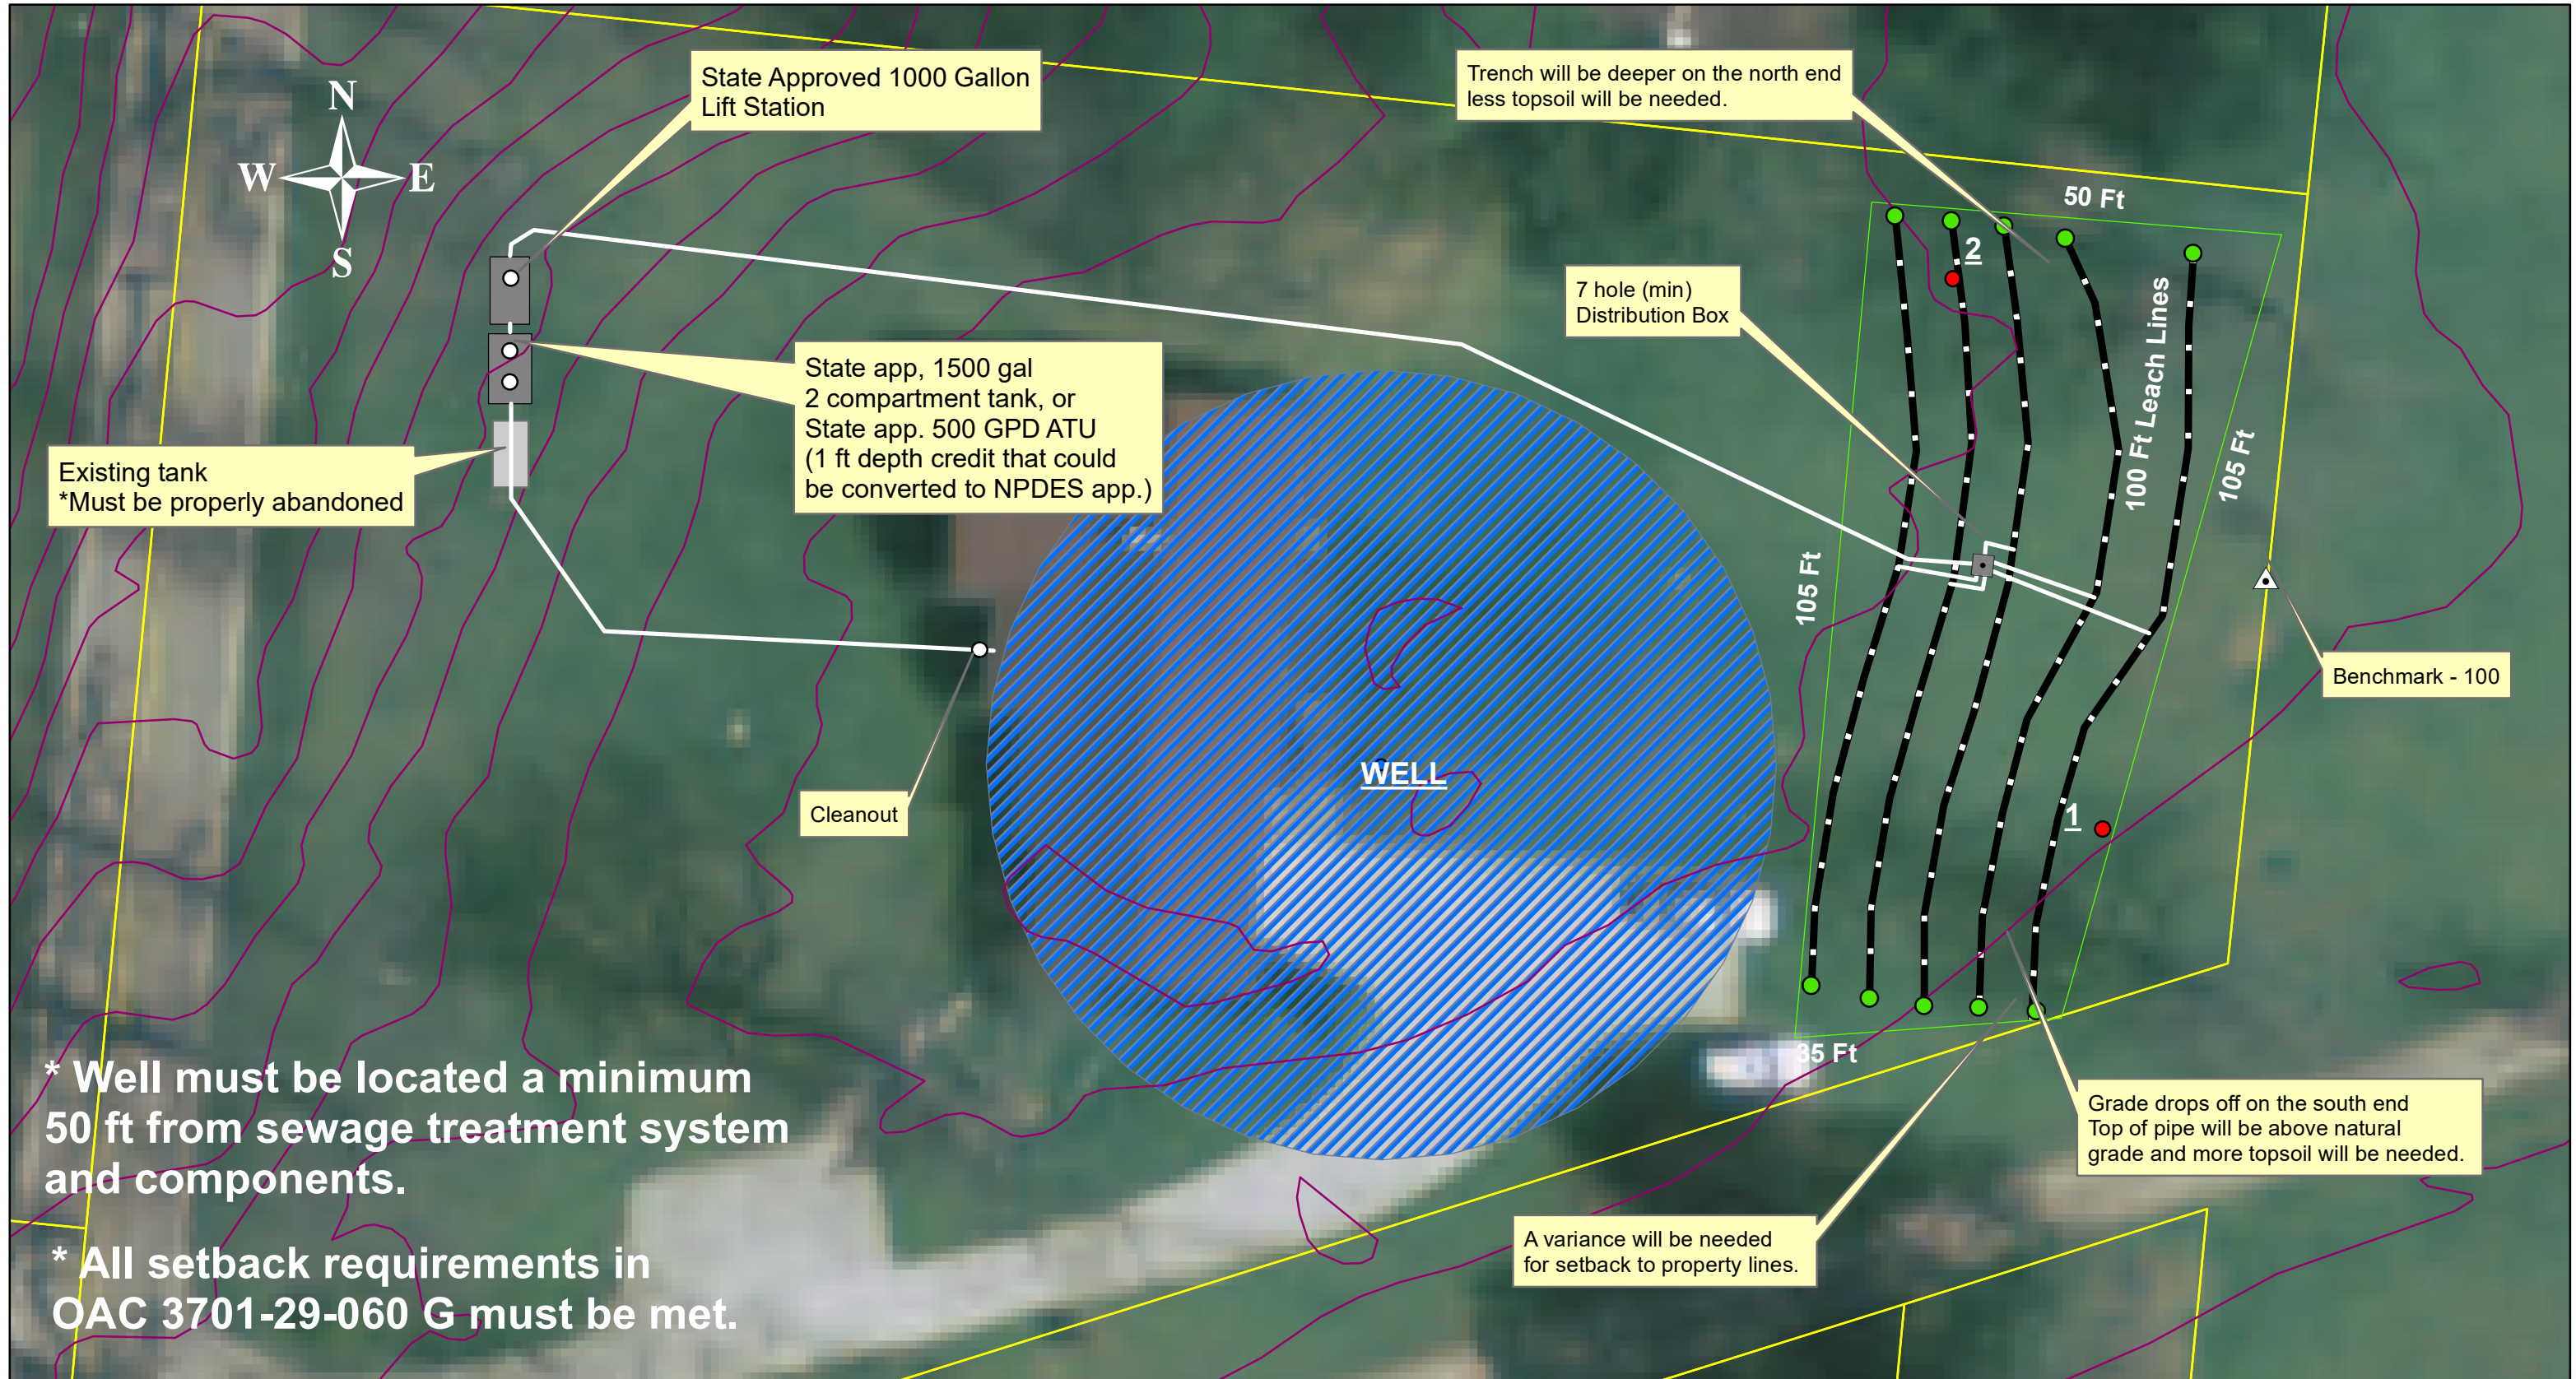 State Approved 1000 Gallon
Lift Station
Trench will be deeper on the north end
less topsoil will be needed.
N
W
E
S
50 Ft
2
7 hole (min)
Distribution Box
100 Ft Leach Lines
105 Ft
State app, 1500 gal
2 compartment tank, or
State app. 500 GPD ATU
(1 ft depth credit that could
be converted to NPDES app.)
Existing tank
*Must be properly abandoned
105 Ft
Benchmark - 100
WELL
Cleanout
1
35 Ft
* Well must be located a minimum
50 ft from sewage treatment system
and components.
Grade drops off on the south end
Top of pipe will be above natural
grade and more topsoil will be needed.
A variance will be needed
for setback to property lines.
* All setback requirements in
OAC 3701-29-060 G must be met.